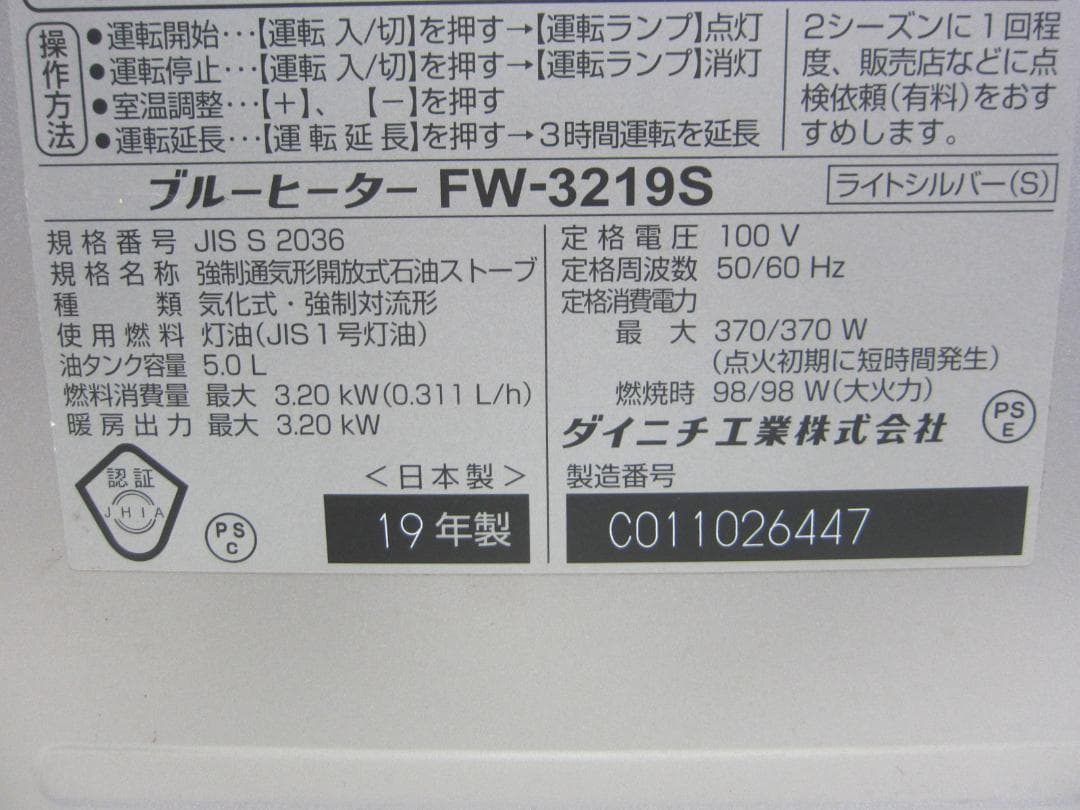 操作方法
●運転開始…【運転 入/切】を押す→【運転ランプ】点灯
●運転停止…【運転 入/切】を押す→【運転ランプ】消灯
●室温調整…【＋】、【－】を押す
●運転延長…【運転延長】を押す→3時間運転を延長
2シーズンに1回程
度、販売店などに点
検依頼(有料)をおす
すめします。
ブルーヒーター FW-3219S
ライトシルバー(S)
規格番号 JIS S 2036
規格名称 強制通気形開放式石油ストーブ
種類 気化式・強制対流形
使用燃料 灯油(JIS1号灯油)
油タンク容量 5.0 L
燃料消費量 最大 3.20 kW(0.311 L/h)
暖房出力 最大 3.20 kW
認証
JHIA
PS
C
＜日本製＞
19年製
定格電圧 100 V
定格周波数 50/60 Hz
定格消費電力
最大 370/370 W
(点火初期に短時間発生)
燃焼時 98/98 W(大火力)
ダイニチ工業株式会社
PS
E
製造番号
C011026447